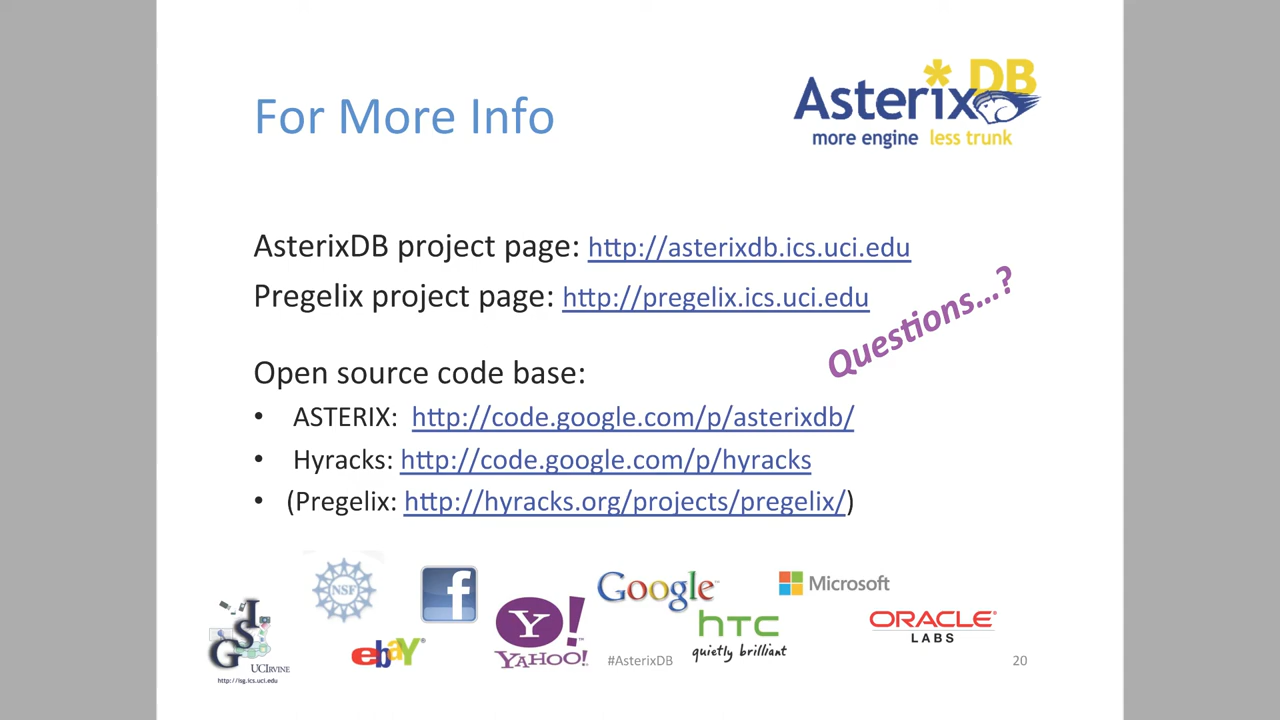 For More Info
Asterix*DB
more engine less trunk
AsterixDB project page: http://asterixdb.ics.uci.edu
Pregelix project page: http://pregelix.ics.uci.edu
Questions...?
Open source code base:
• ASTERIX: http://code.google.com/p/asterixdb/
• Hyracks: http://code.google.com/p/hyracks
• (Pregelix: http://hyracks.org/projects/pregelix/)
NSF
f
Google
Microsoft
ISG
UCIrvine
http://isg.ics.uci.edu
ebaY
Y!
YAHOO!
hTC
quietly brilliant
ORACLE
LABS
#AsterixDB
20